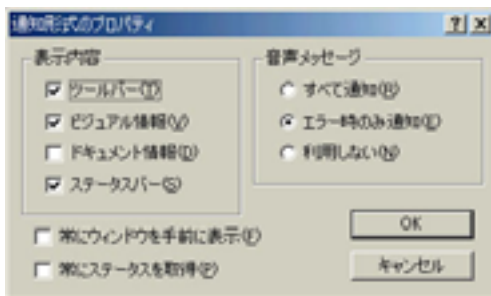 通知形式のプロパティ
表示内容
ツールバー(T)
ビジュアル情報(V)
ドキュメント情報(D)
ステータスバー(S)
音声メッセージ
すべて通知(R)
エラー時のみ通知(E)
利用しない(N)
常にウィンドウを手前に表示(F)
常にステータスを取得(P)
OK
キャンセル